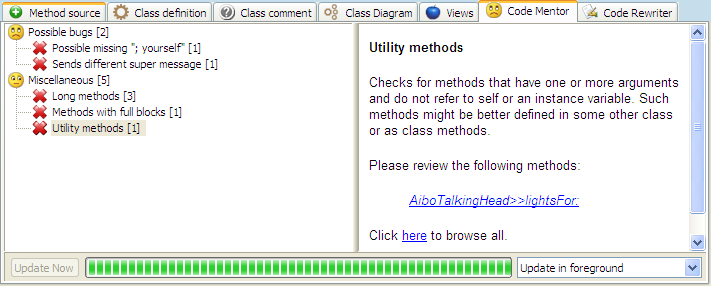 Method source
Class definition
Class comment
Class Diagram
Views
Code Mentor
Code Rewriter
Possible bugs [2]
Possible missing "; yourself" [1]
Sends different super message [1]
Miscellaneous [5]
Long methods [3]
Methods with full blocks [1]
Utility methods [1]
Utility methods
Checks for methods that have one or more arguments
and do not refer to self or an instance variable. Such
methods might be better defined in some other class
or as class methods.
Please review the following methods:
AiboTalkingHead>>lightsFor:
Click here to browse all.
Update Now
Update in foreground